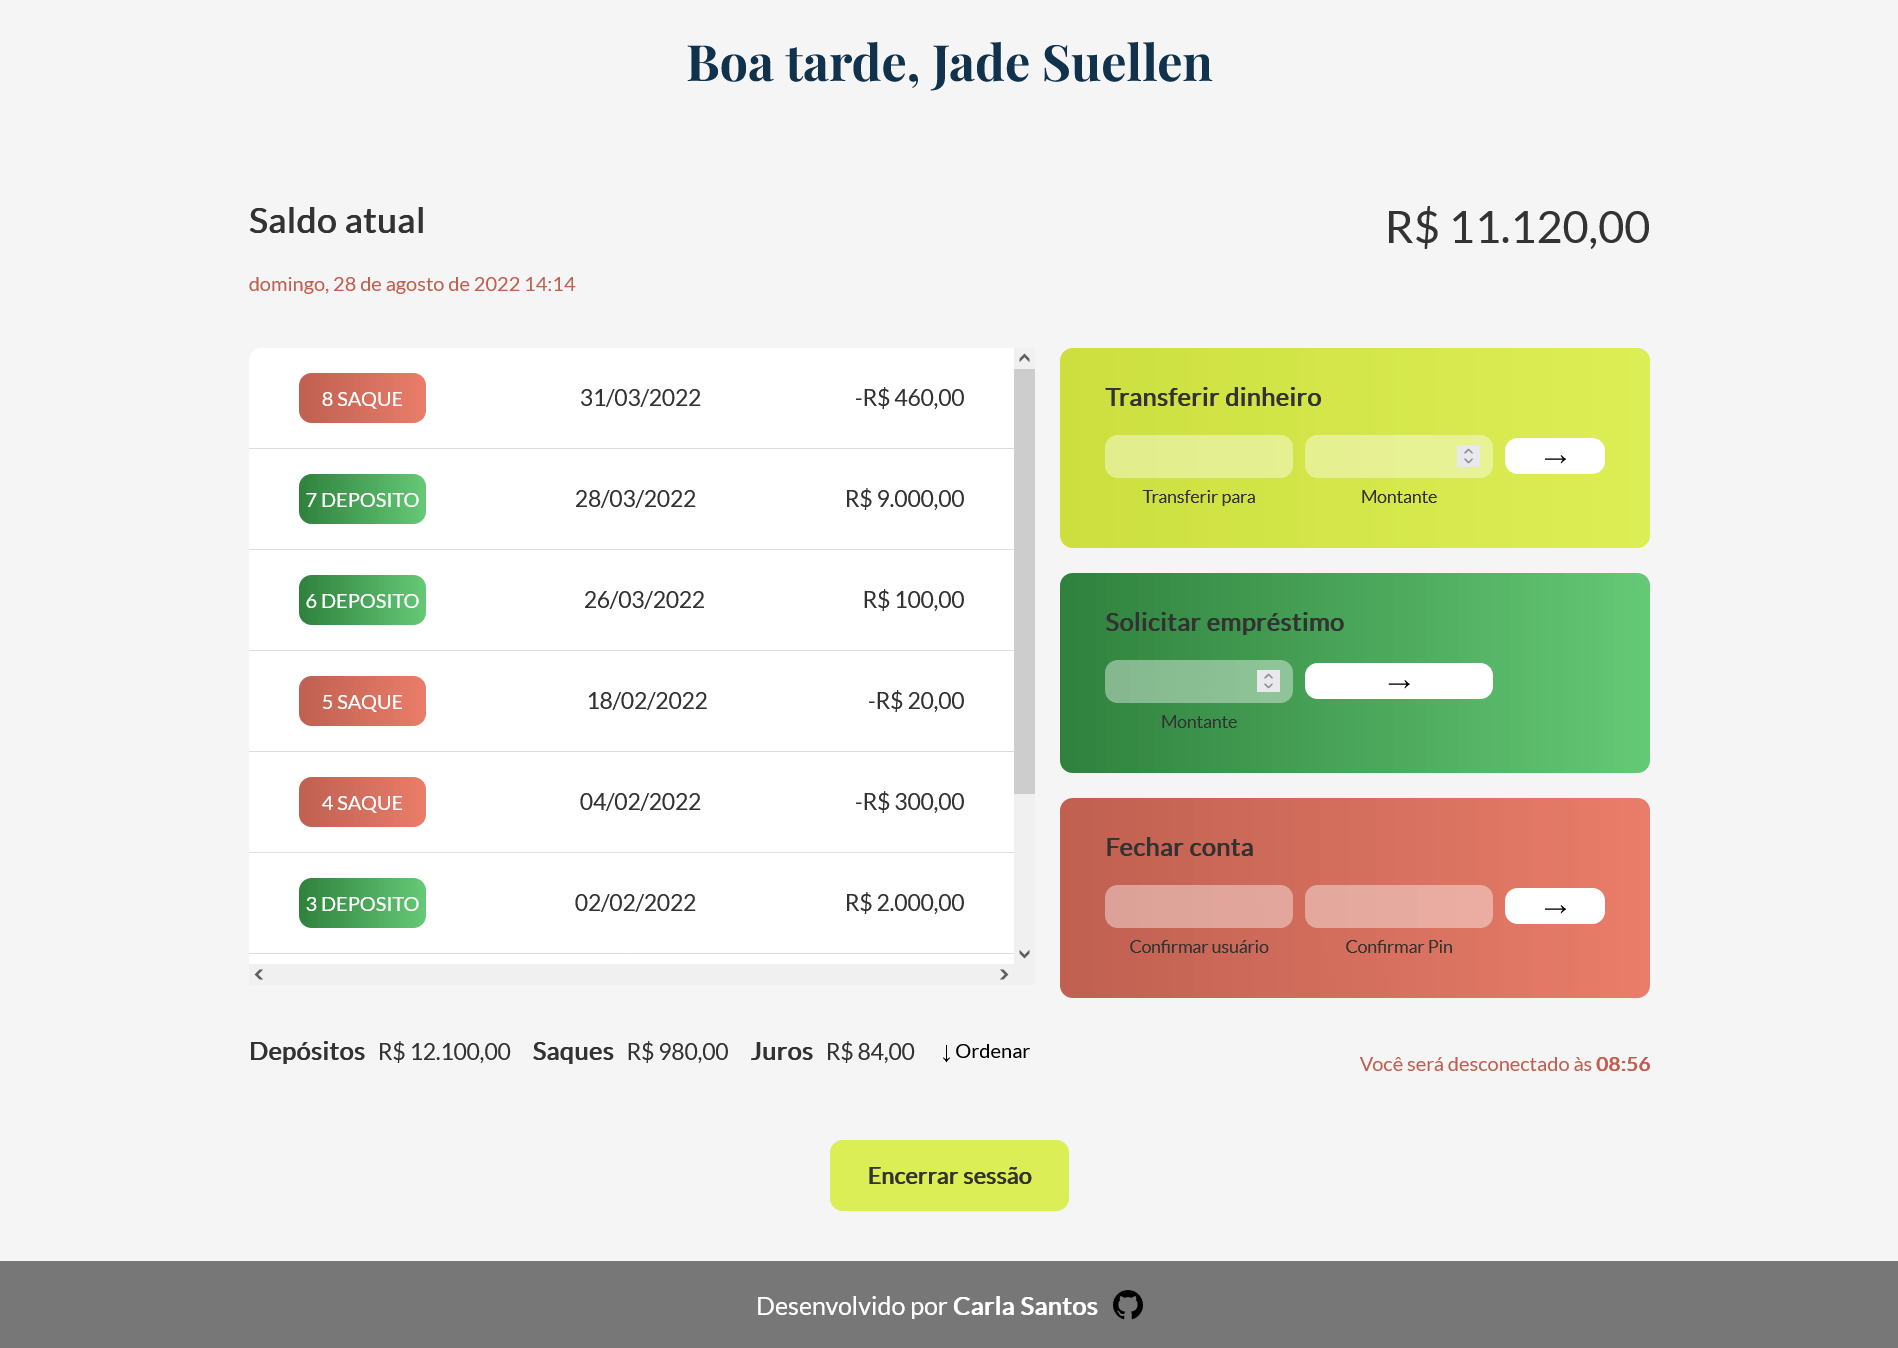 Boa tarde, Jade Suellen
Saldo atual
R$ 11.120,00
domingo, 28 de agosto de 2022 14:14
8 SAQUE 31/03/2022 -R$ 460,00
7 DEPOSITO 28/03/2022 R$ 9.000,00
6 DEPOSITO 26/03/2022 R$ 100,00
5 SAQUE 18/02/2022 -R$ 20,00
4 SAQUE 04/02/2022 -R$ 300,00
3 DEPOSITO 02/02/2022 R$ 2.000,00
Transferir dinheiro
→
Transferir para Montante
Solicitar empréstimo
→
Montante
Fechar conta
→
Confirmar usuário Confirmar Pin
Depósitos R$ 12.100,00 Saques R$ 980,00 Juros R$ 84,00 ↓ Ordenar
Você será desconectado às 08:56
Encerrar sessão
Desenvolvido por Carla Santos